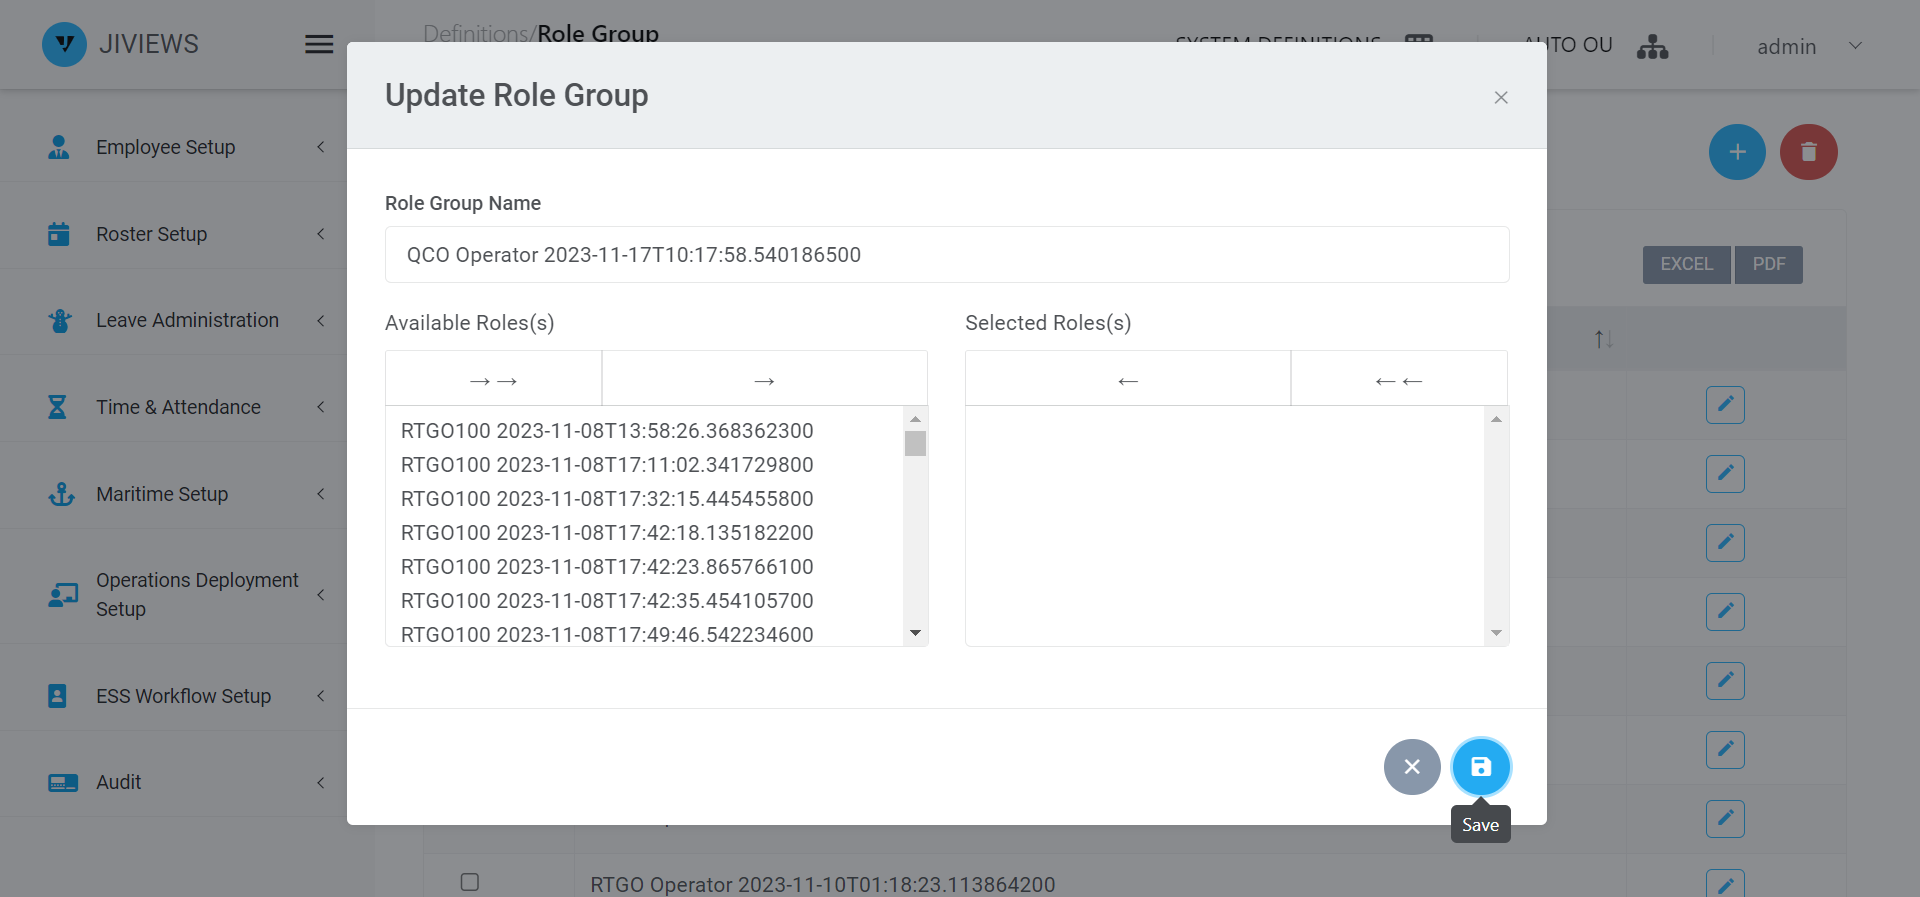 JIVIEWS
Definitions/Role Group
SYSTEM DEFINITIONS
AUTO OU
admin
Employee Setup
Roster Setup
Leave Administration
Time & Attendance
Maritime Setup
Operations Deployment
Setup
ESS Workflow Setup
Audit
Update Role Group
Role Group Name
QCO Operator 2023-11-17T10:17:58.540186500
Available Roles(s)
Selected Roles(s)
→→
→
←
←←
RTGO100 2023-11-08T13:58:26.368362300
RTGO100 2023-11-08T17:11:02.341729800
RTGO100 2023-11-08T17:32:15.445455800
RTGO100 2023-11-08T17:42:18.135182200
RTGO100 2023-11-08T17:42:23.865766100
RTGO100 2023-11-08T17:42:35.454105700
RTGO100 2023-11-08T17:49:46.542234600
Save
EXCEL
PDF
RTGO Operator 2023-11-10T01:18:23.113864200